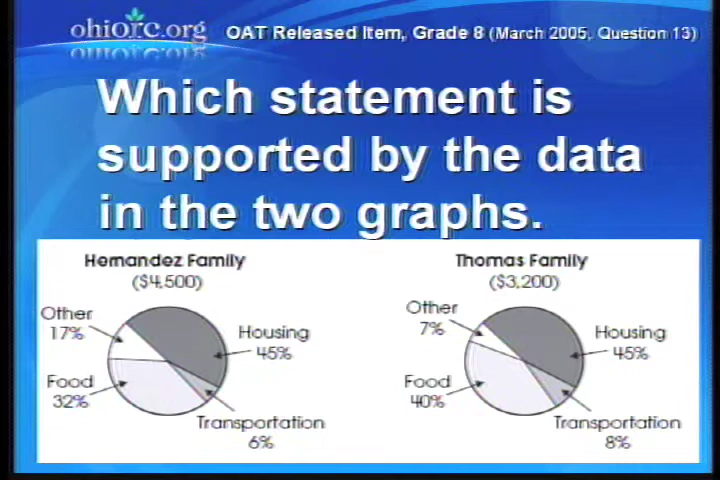 ohiorc.org OAT Released Item, Grade 8 (March 2005, Question 13)
Which statement is
supported by the data
in the two graphs.
Hernandez Family
($4,500)
Other
17%
Housing
45%
Food
32%
Transportation
6%
Thomas Family
($3,200)
Other
7%
Housing
45%
Food
40%
Transportation
8%